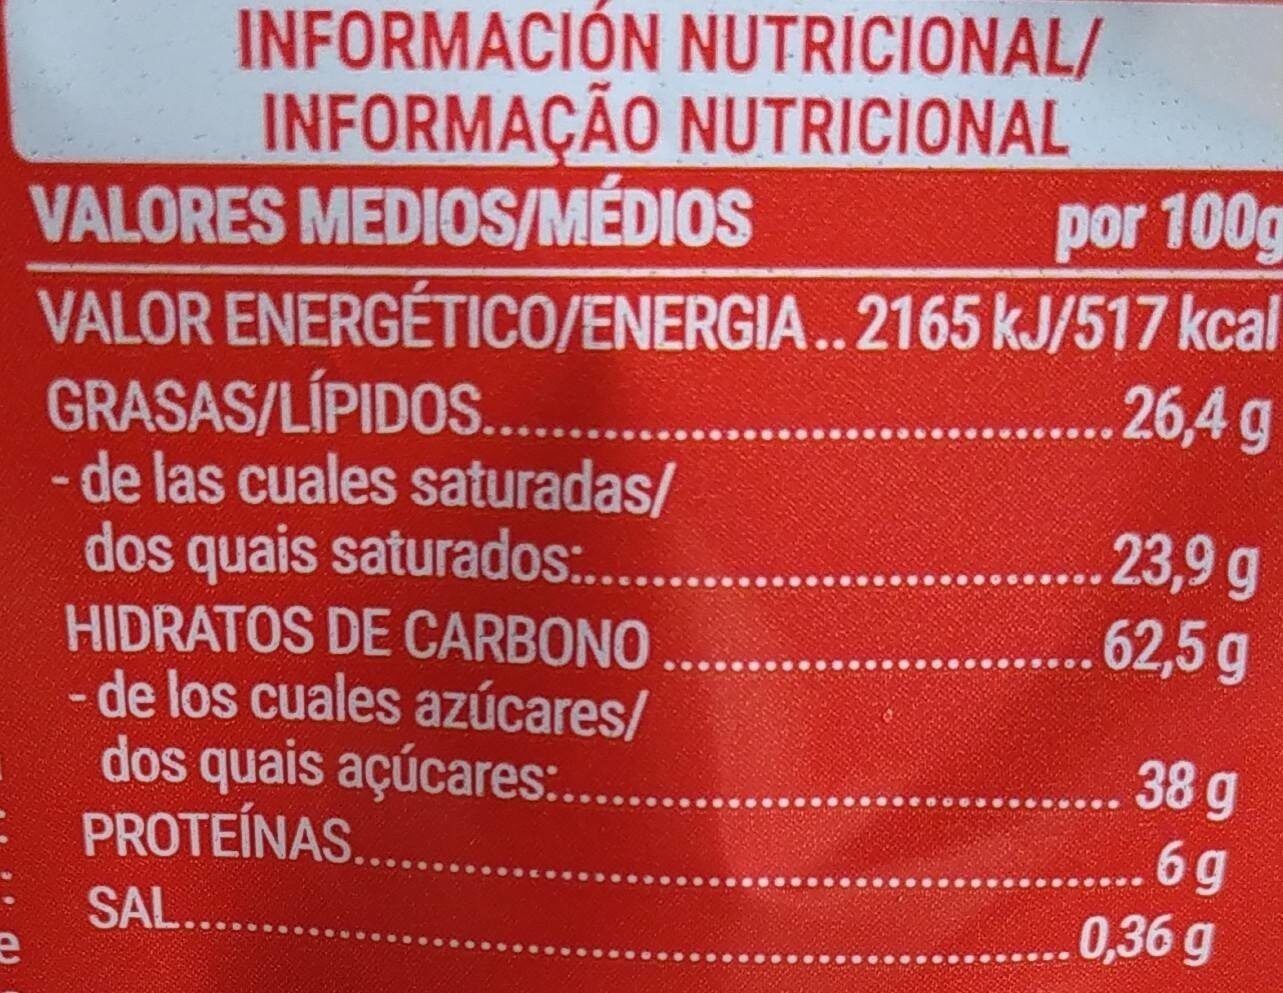 INFORMACIÓN NUTRICIONAL/
INFORMAÇÃO NUTRICIONAL
VALORES MEDIOS/MÉDIOS por 100g
VALOR ENERGÉTICO/ENERGIA.. 2165 kJ/517 kcal
GRASAS/LÍPIDOS.......................................... 26,4 g
- de las cuales saturadas/
dos quais saturados:.................................. 23,9 g
HIDRATOS DE CARBONO ........................... 62,5 g
- de los cuales azúcares/
dos quais açúcares:..................................... 38 g
PROTEÍNAS................................................... 6 g
SAL......................................................... 0,36 g
e